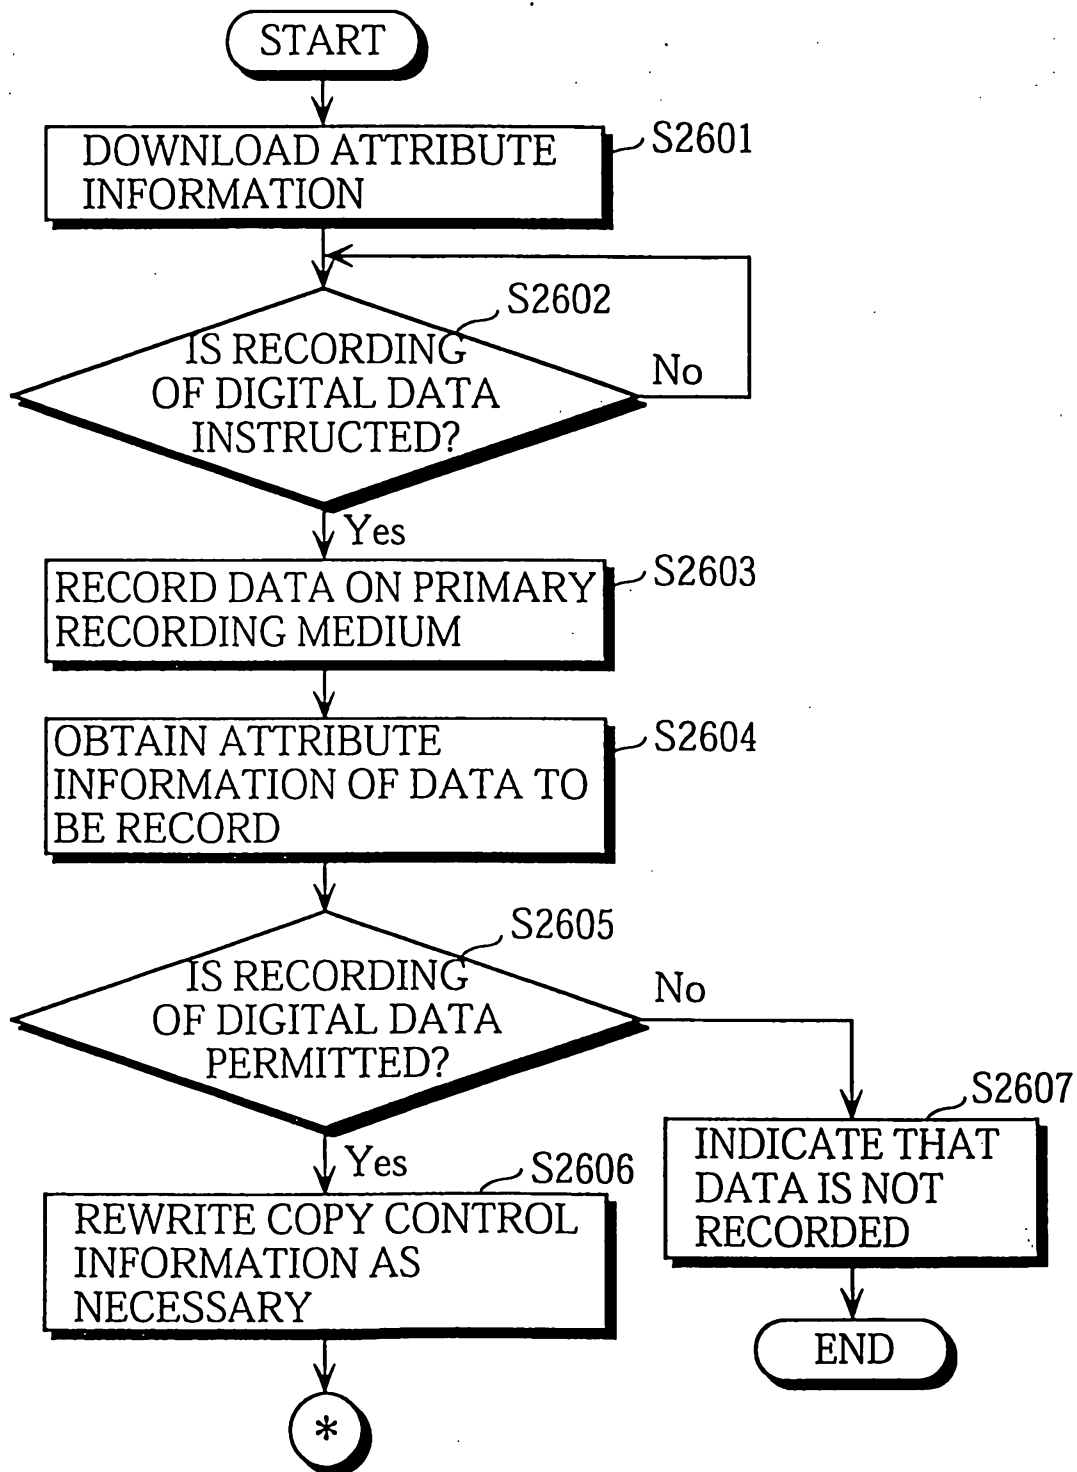 START
DOWNLOAD ATTRIBUTE
INFORMATION
S2601
S2602
IS RECORDING
OF DIGITAL DATA
INSTRUCTED?
No
Yes
RECORD DATA ON PRIMARY
RECORDING MEDIUM
S2603
OBTAIN ATTRIBUTE
INFORMATION OF DATA TO
BE RECORD
S2604
S2605
IS RECORDING
OF DIGITAL DATA
PERMITTED?
No
Yes
S2606
REWRITE COPY CONTROL
INFORMATION AS
NECESSARY
S2607
INDICATE THAT
DATA IS NOT
RECORDED
END
*